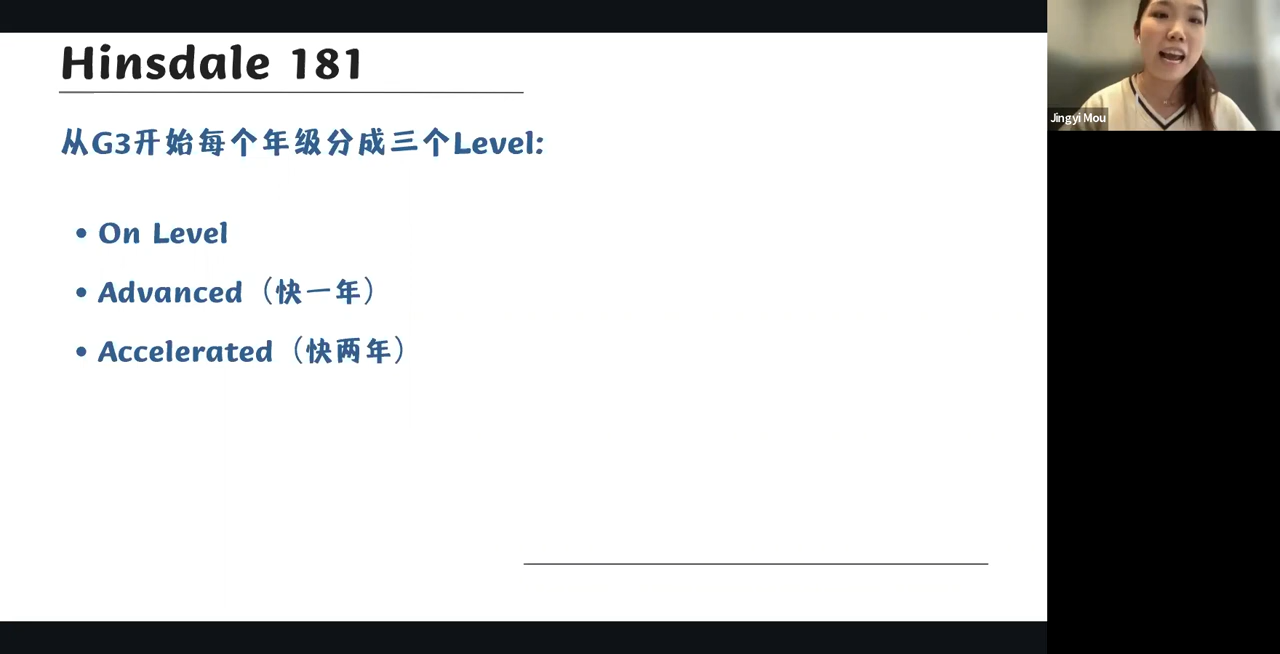 Hinsdale 181
从G3开始每个年级分成三个Level:
• On Level
• Advanced（快一年）
• Accelerated（快两年）
Jingyi Mou